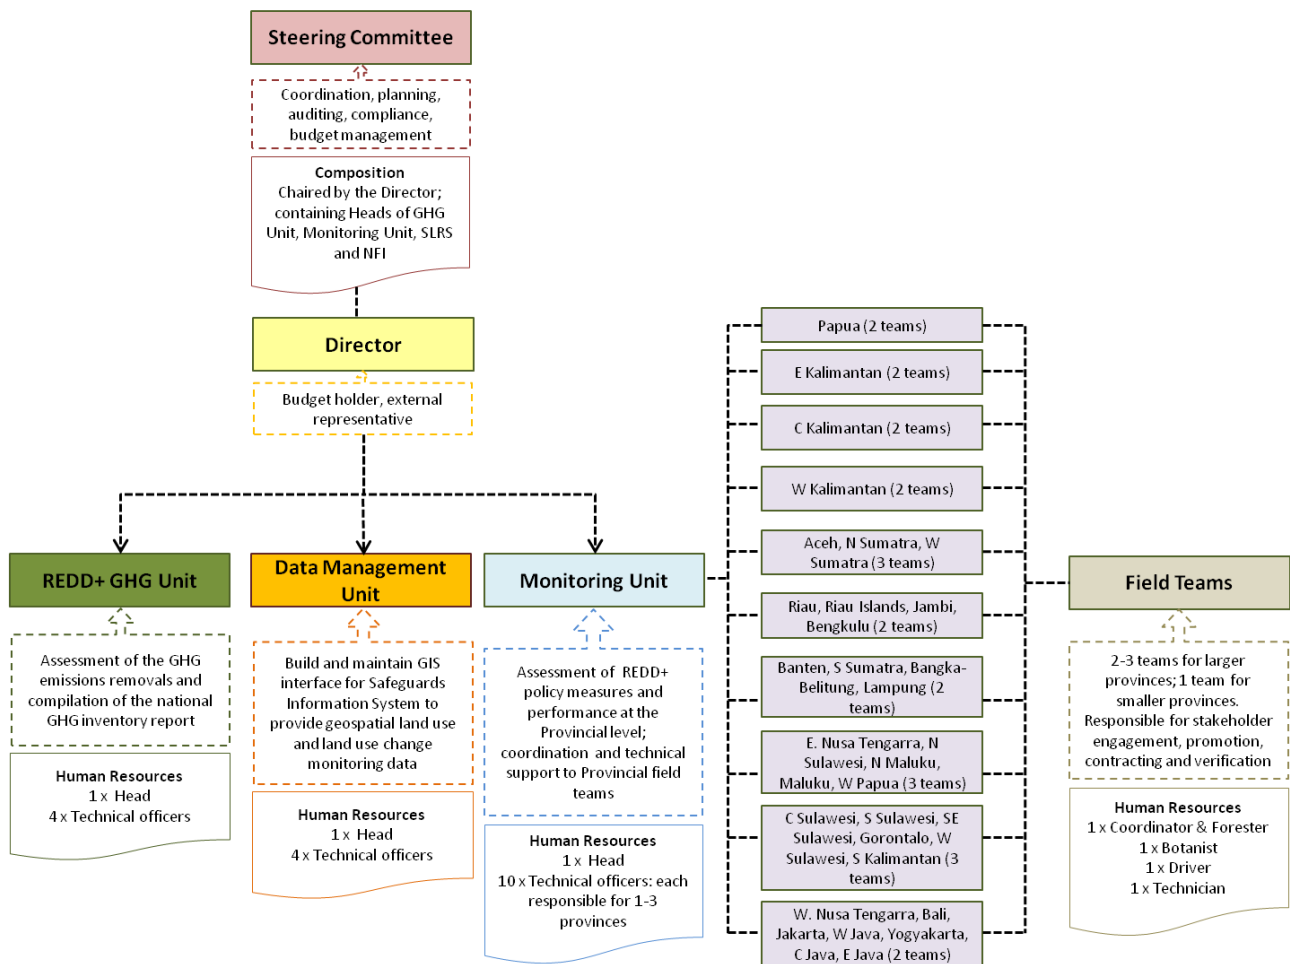 Steering Committee
Coordination, planning,
auditing, compliance,
budget management
Composition
Chaired by the Director;
containing Heads of GHG
Unit, Monitoring Unit, SLRS
and NFI
Director
Budget holder, external
representative
REDD+ GHG Unit
Assessment of the GHG
emissions removals and
compilation of the national
GHG inventory report
Human Resources
1 x Head
4 x Technical officers
Data Management
Unit
Build and maintain GIS
interface for Safeguards
Information System to
provide geospatial land use
and land use change
monitoring data
Human Resources
1 x Head
4 x Technical officers
Monitoring Unit
Assessment of REDD+
policy measures and
performance at the
Provincial level;
coordination and technical
support to Provincial field
teams
Human Resources
1 x Head
10 x Technical officers: each
responsible for 1-3
provinces
Papua (2 teams)
E Kalimantan (2 teams)
C Kalimantan (2 teams)
W Kalimantan (2 teams)
Aceh, N Sumatra, W
Sumatra (3 teams)
Riau, Riau Islands, Jambi,
Bengkulu (2 teams)
Banten, S Sumatra, Bangka-
Belitung, Lampung (2
teams)
E. Nusa Tengarra, N
Sulawesi, N Maluku,
Maluku, W Papua (3 teams)
C Sulawesi, S Sulawesi, SE
Sulawesi, Gorontalo, W
Sulawesi, S Kalimantan (3
teams)
W. Nusa Tengarra, Bali,
Jakarta, W Java, Yogyakarta,
C Java, E Java (2 teams)
Field Teams
2-3 teams for larger
provinces; 1 team for
smaller provinces.
Responsible for stakeholder
engagement, promotion,
contracting and verification
Human Resources
1 x Coordinator & Forester
1 x Botanist
1 x Driver
1 x Technician